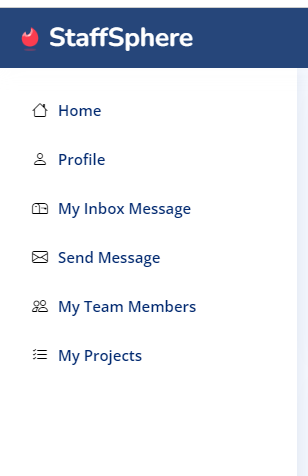 StaffSphere
Home
Profile
My Inbox Message
Send Message
My Team Members
My Projects